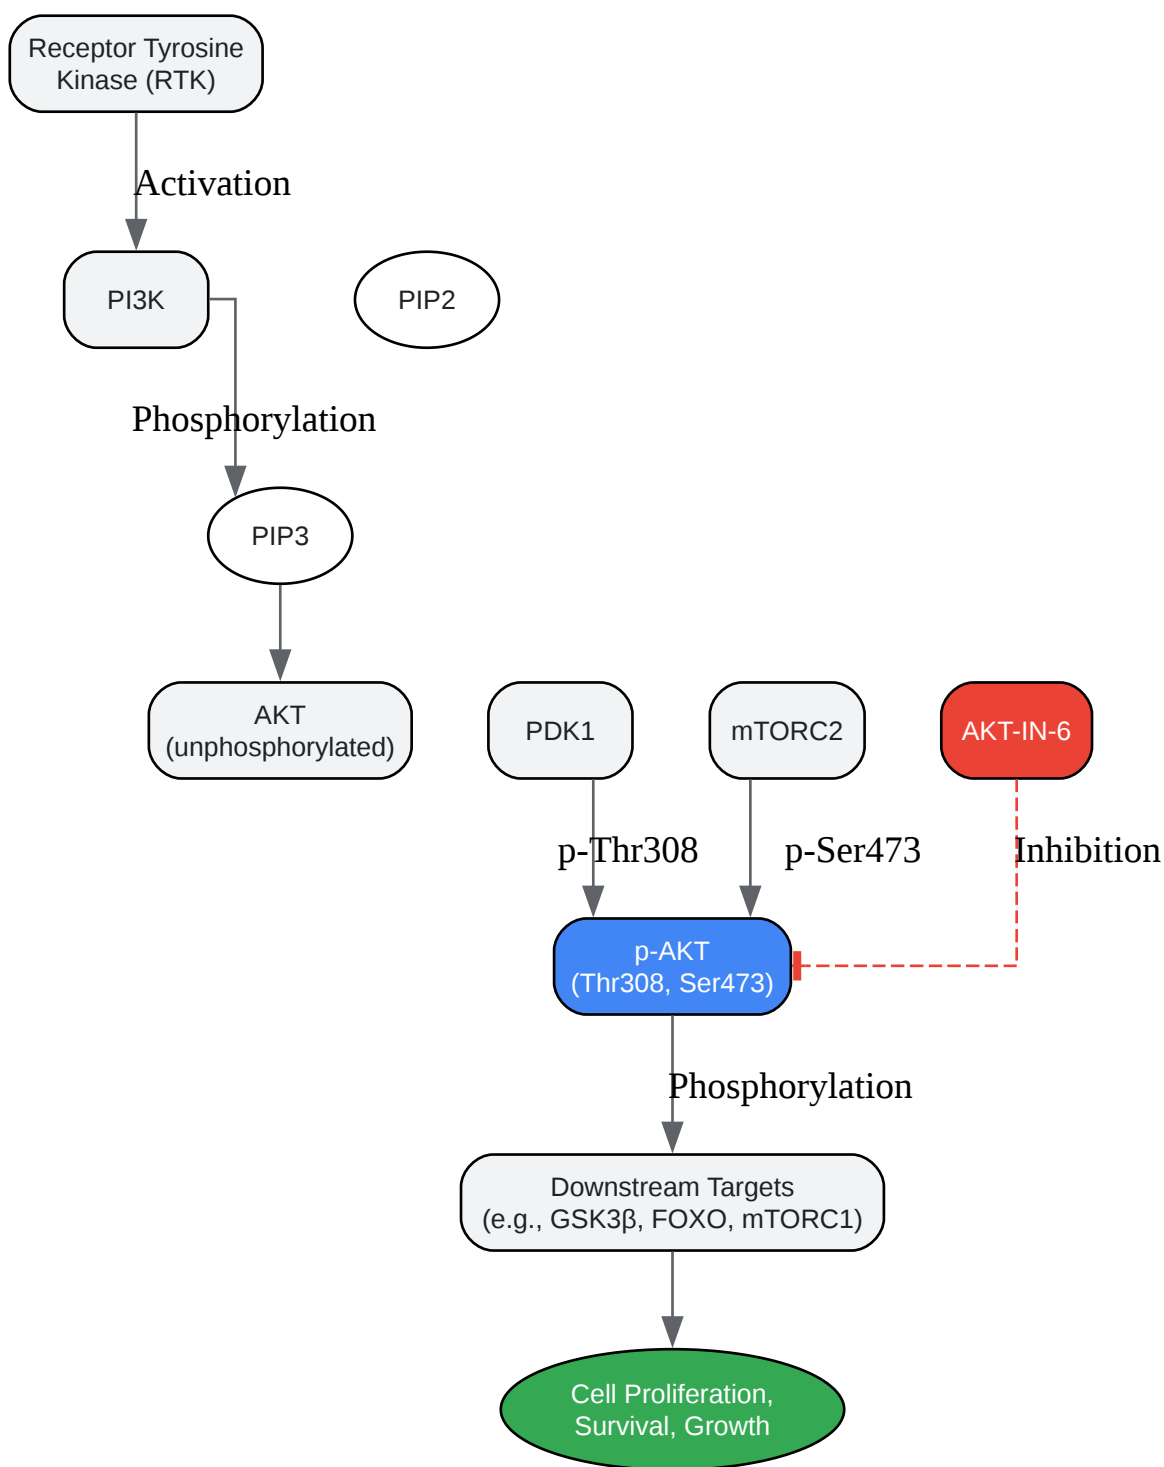 Receptor Tyrosine
Kinase (RTK)
Activation
PI3K
PIP2
Phosphorylation
PIP3
AKT
(unphosphorylated)
PDK1
mTORC2
AKT-IN-6
p-Thr308
p-Ser473
Inhibition
p-AKT
(Thr308, Ser473)
Phosphorylation
Downstream Targets
(e.g., GSK3β, FOXO, mTORC1)
Cell Proliferation,
Survival, Growth